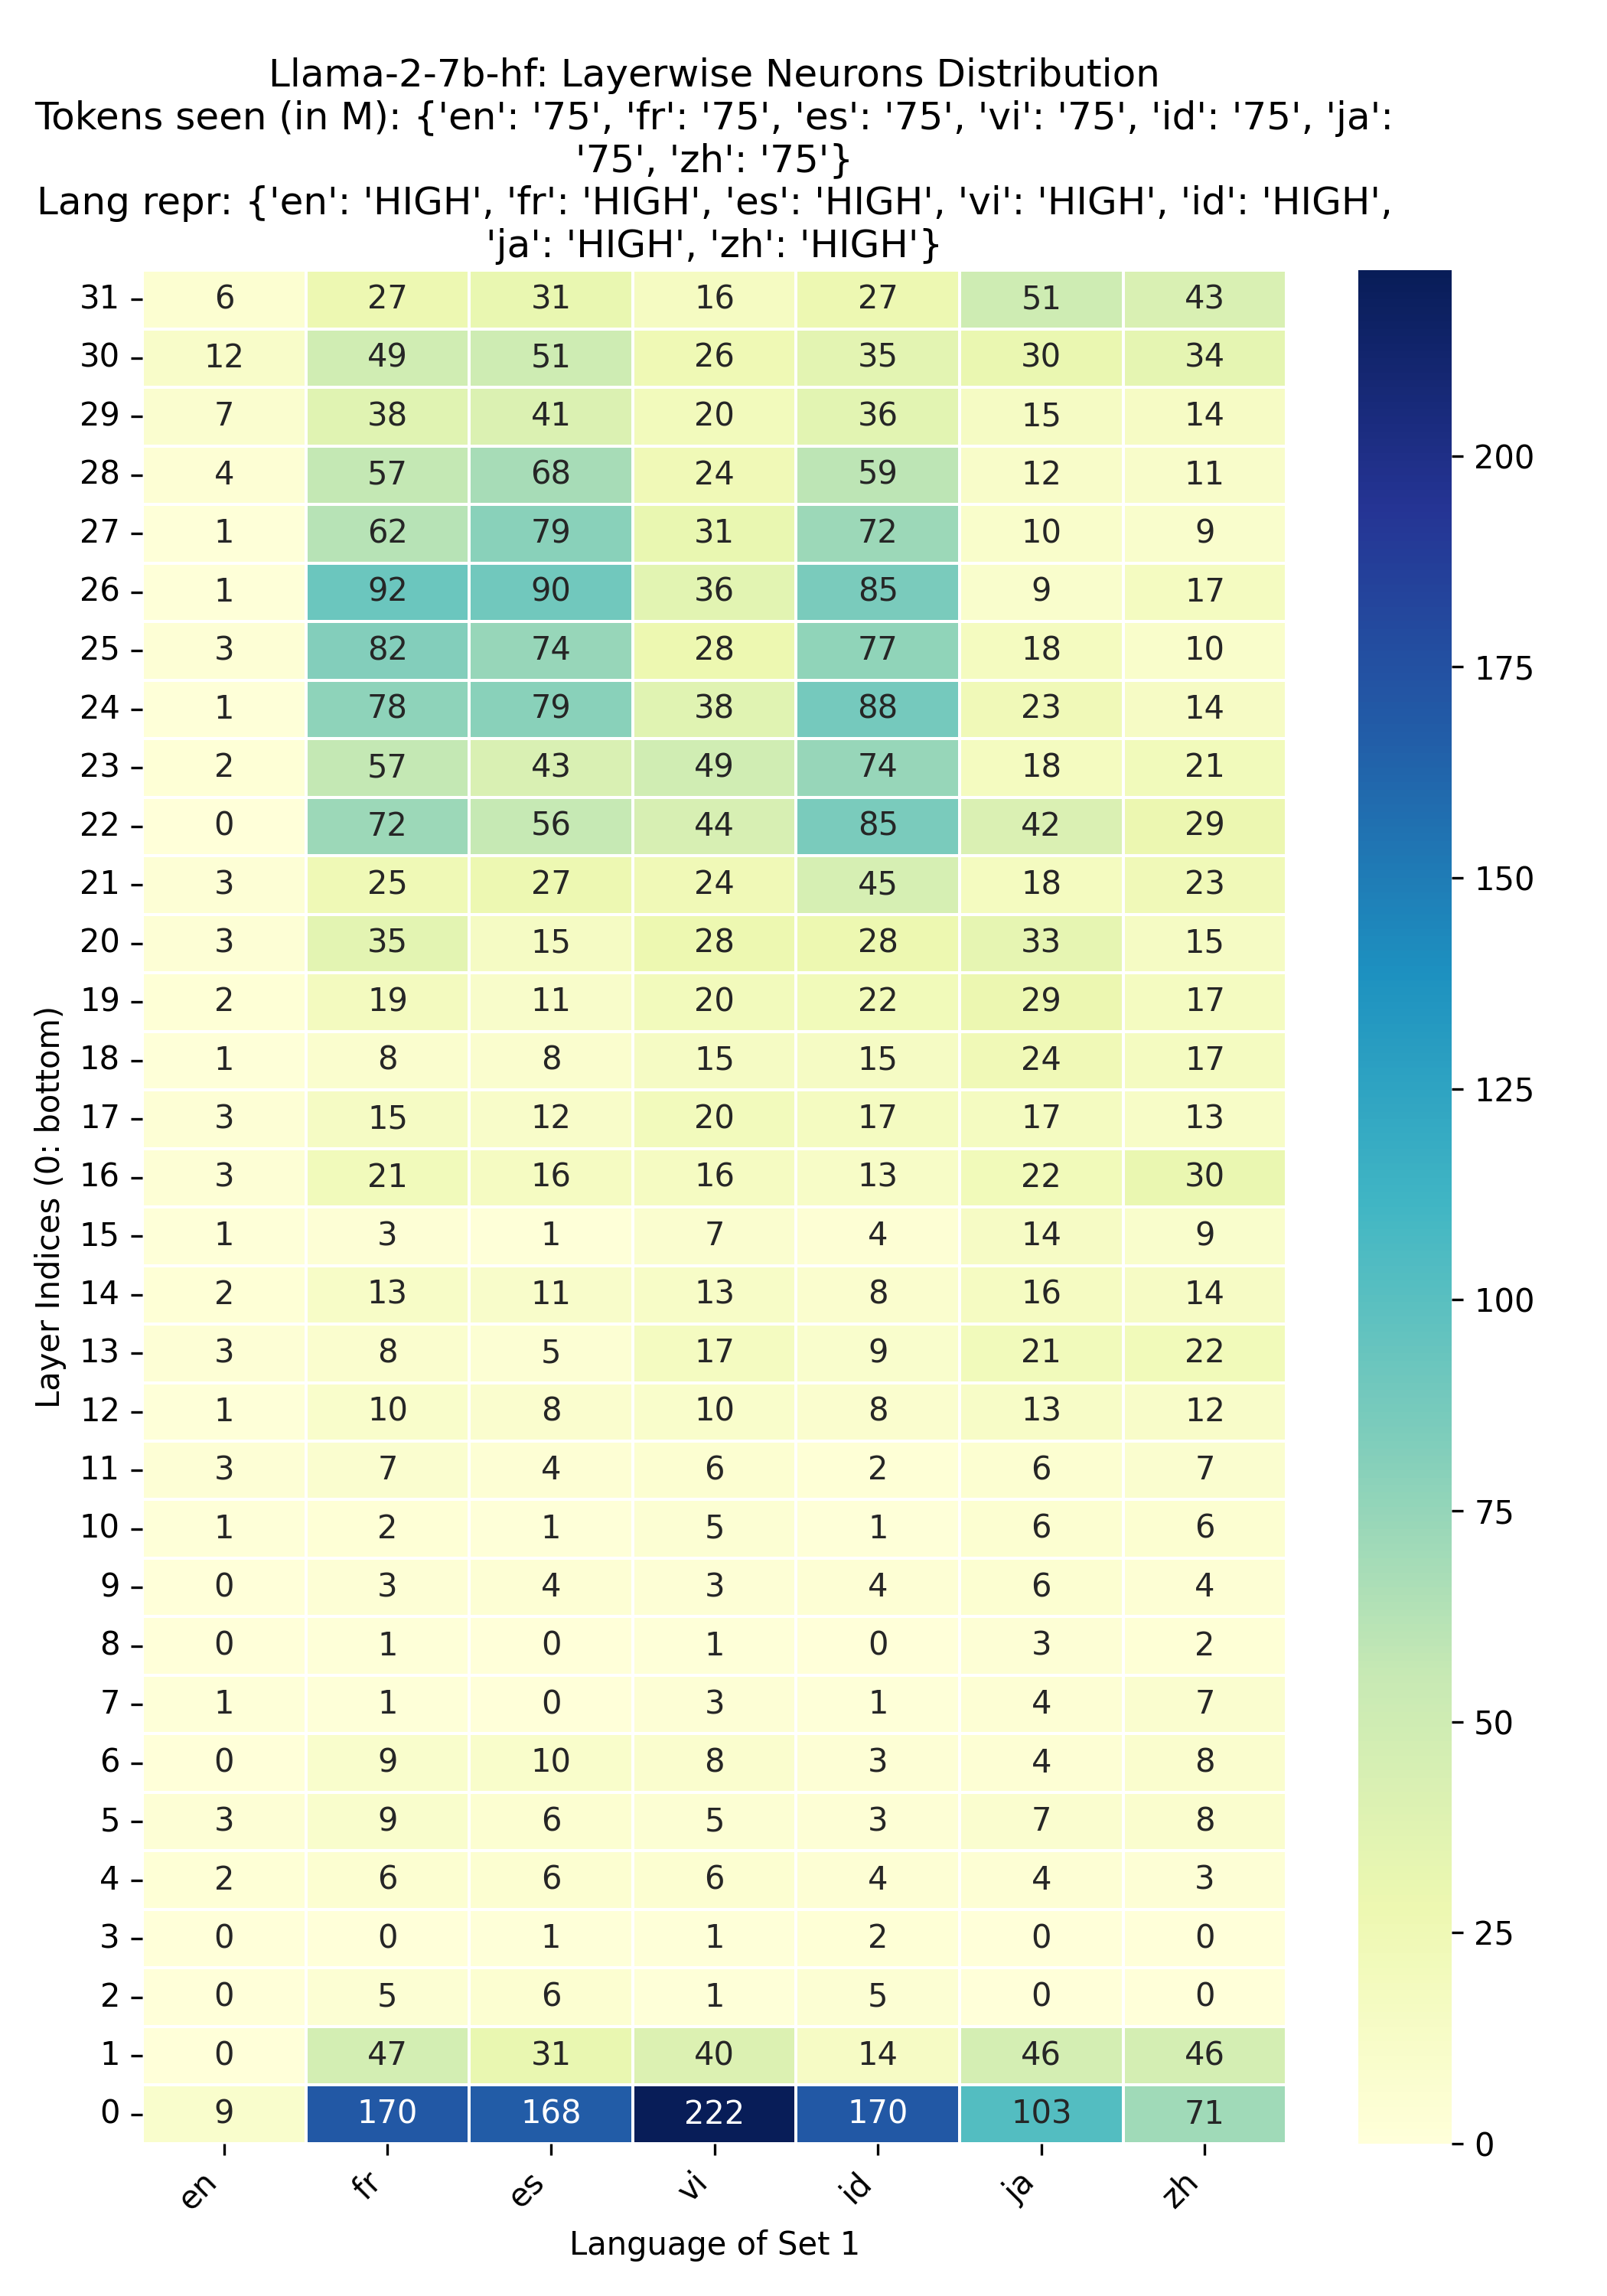 Llama-2-7b-hf: Layerwise Neurons Distribution
Tokens seen (in M): {'en': '75', 'fr': '75', 'es': '75', 'vi': '75', 'id': '75', 'ja':
'75', 'zh': '75'}
Lang repr: {'en': 'HIGH', 'fr': 'HIGH', 'es': 'HIGH', 'vi': 'HIGH', 'id': 'HIGH',
'ja': 'HIGH', 'zh': 'HIGH'}
31 6 27 31 16 27 51 43
30 12 49 51 26 35 30 34
29 7 38 41 20 36 15 14
28 4 57 68 24 59 12 11
27 1 62 79 31 72 10 9
26 1 92 90 36 85 9 17
25 3 82 74 28 77 18 10
24 1 78 79 38 88 23 14
23 2 57 43 49 74 18 21
22 0 72 56 44 85 42 29
21 3 25 27 24 45 18 23
20 3 35 15 28 28 33 15
19 2 19 11 20 22 29 17
18 1 8 8 15 15 24 17
17 3 15 12 20 17 17 13
16 3 21 16 16 13 22 30
15 1 3 1 7 4 14 9
14 2 13 11 13 8 16 14
13 3 8 5 17 9 21 22
12 1 10 8 10 8 13 12
11 3 7 4 6 2 6 7
10 1 2 1 5 1 6 6
9 0 3 4 3 4 6 4
8 0 1 0 1 0 3 2
7 1 1 0 3 1 4 7
6 0 9 10 8 3 4 8
5 3 9 6 5 3 7 8
4 2 6 6 6 4 4 3
3 0 0 1 1 2 0 0
2 0 5 6 1 5 0 0
1 0 47 31 40 14 46 46
0 9 170 168 222 170 103 71
en fr es vi id ja zh
Language of Set 1
Layer Indices (0: bottom)
200
175
150
125
100
75
50
25
0